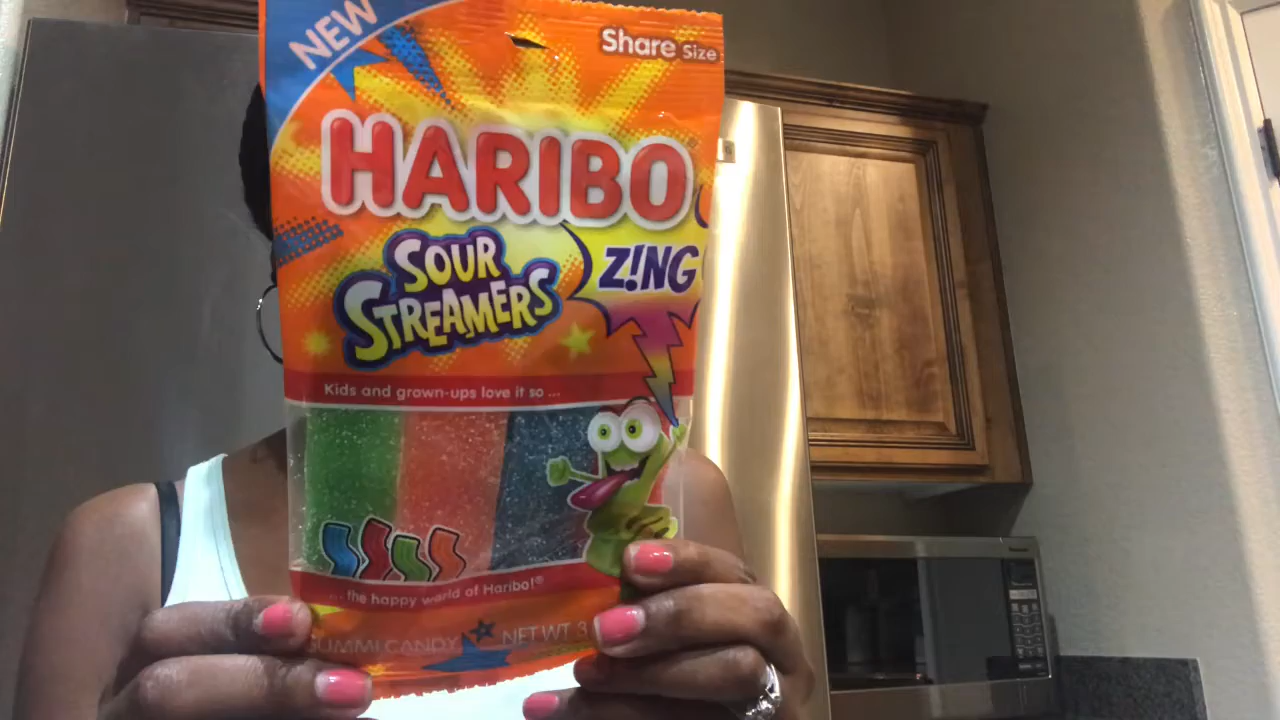 NEW
Share Size
HARIBO
SOUR
STREAMERS
Z!NG
Kids and grown-ups love it so ...
... the happy world of Haribo!®
GUMMI CANDY NET WT 3